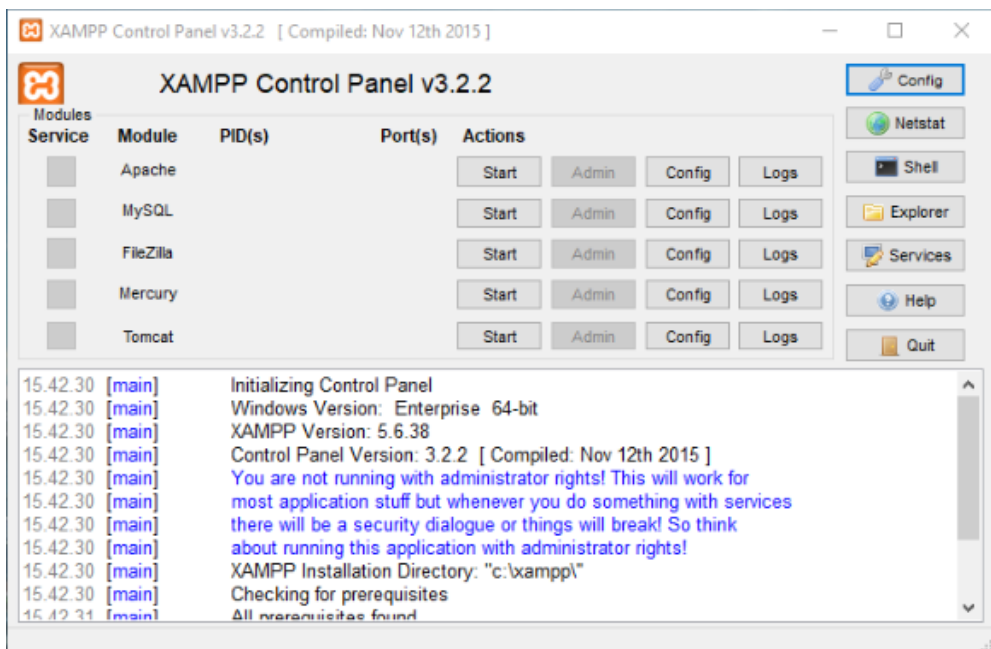 XAMPP Control Panel v3.2.2 [ Compiled: Nov 12th 2015 ]
XAMPP Control Panel v3.2.2
Config
Modules
Service Module PID(s) Port(s) Actions
Netstat
Apache Start Admin Config Logs
Shell
MySQL Start Admin Config Logs
Explorer
FileZilla Start Admin Config Logs
Services
Mercury Start Admin Config Logs
Help
Tomcat Start Admin Config Logs
Quit
15.42.30 [main] Initializing Control Panel
15.42.30 [main] Windows Version: Enterprise 64-bit
15.42.30 [main] XAMPP Version: 5.6.38
15.42.30 [main] Control Panel Version: 3.2.2 [ Compiled: Nov 12th 2015 ]
15.42.30 [main] You are not running with administrator rights! This will work for
15.42.30 [main] most application stuff but whenever you do something with services
15.42.30 [main] there will be a security dialogue or things will break! So think
15.42.30 [main] about running this application with administrator rights!
15.42.30 [main] XAMPP Installation Directory: "c:\xampp\"
15.42.30 [main] Checking for prerequisites
15.42.31 [main] All prerequisites found